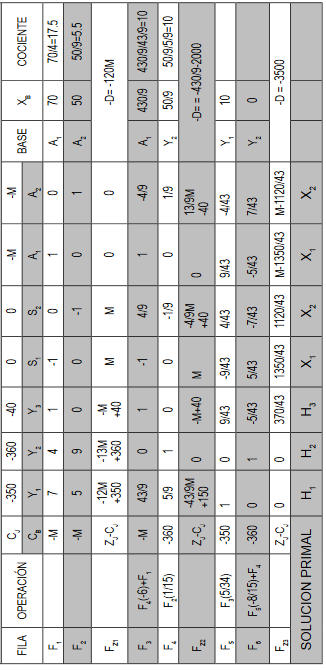 FILA OPERACIÓN C_J -350 -360 -40 0 0 -M -M BASE X_B COCIENTE
C_B Y_1 Y_2 Y_3 S_1 S_2 A_1 A_2
F_1 -M 7 4 1 -1 0 1 0 A_1 70 70/4=17.5
F_2 -M 5 9 0 0 -1 0 1 A_2 50 50/9=5.5
F_Z1 Z_J-C_J -12M +350 -13M +360 -M +40 M M 0 0 -D= -120M
F_3 F_4(-6)+F_1 -M 43/9 0 1 -1 4/9 1 -4/9 A_1 430/9 430/9/43/9=10
F_4 F_2(1/15) -360 5/9 1 0 0 -1/9 0 1/9 Y_2 50/9 50/9/5/9=10
F_Z2 Z_J-C_J -43/9M +150 0 -M+40 M -4/9M +40 0 13/9M -40 -D= = -430/9-2000
F_5 F_3(5/34) -350 1 0 9/43 -9/43 4/43 9/43 -4/43 Y_1 10
F_6 F_5(-8/15)+F_4 -360 0 1 -5/43 5/43 -7/43 -5/43 7/43 Y_2 0
F_Z3 Z_J-C_J 0 0 370/43 1350/43 1120/43 M-1350/43 M-1120/43 -D = -3500
SOLUCION PRIMAL H_1 H_2 H_3 X_1 X_2 X_1 X_2